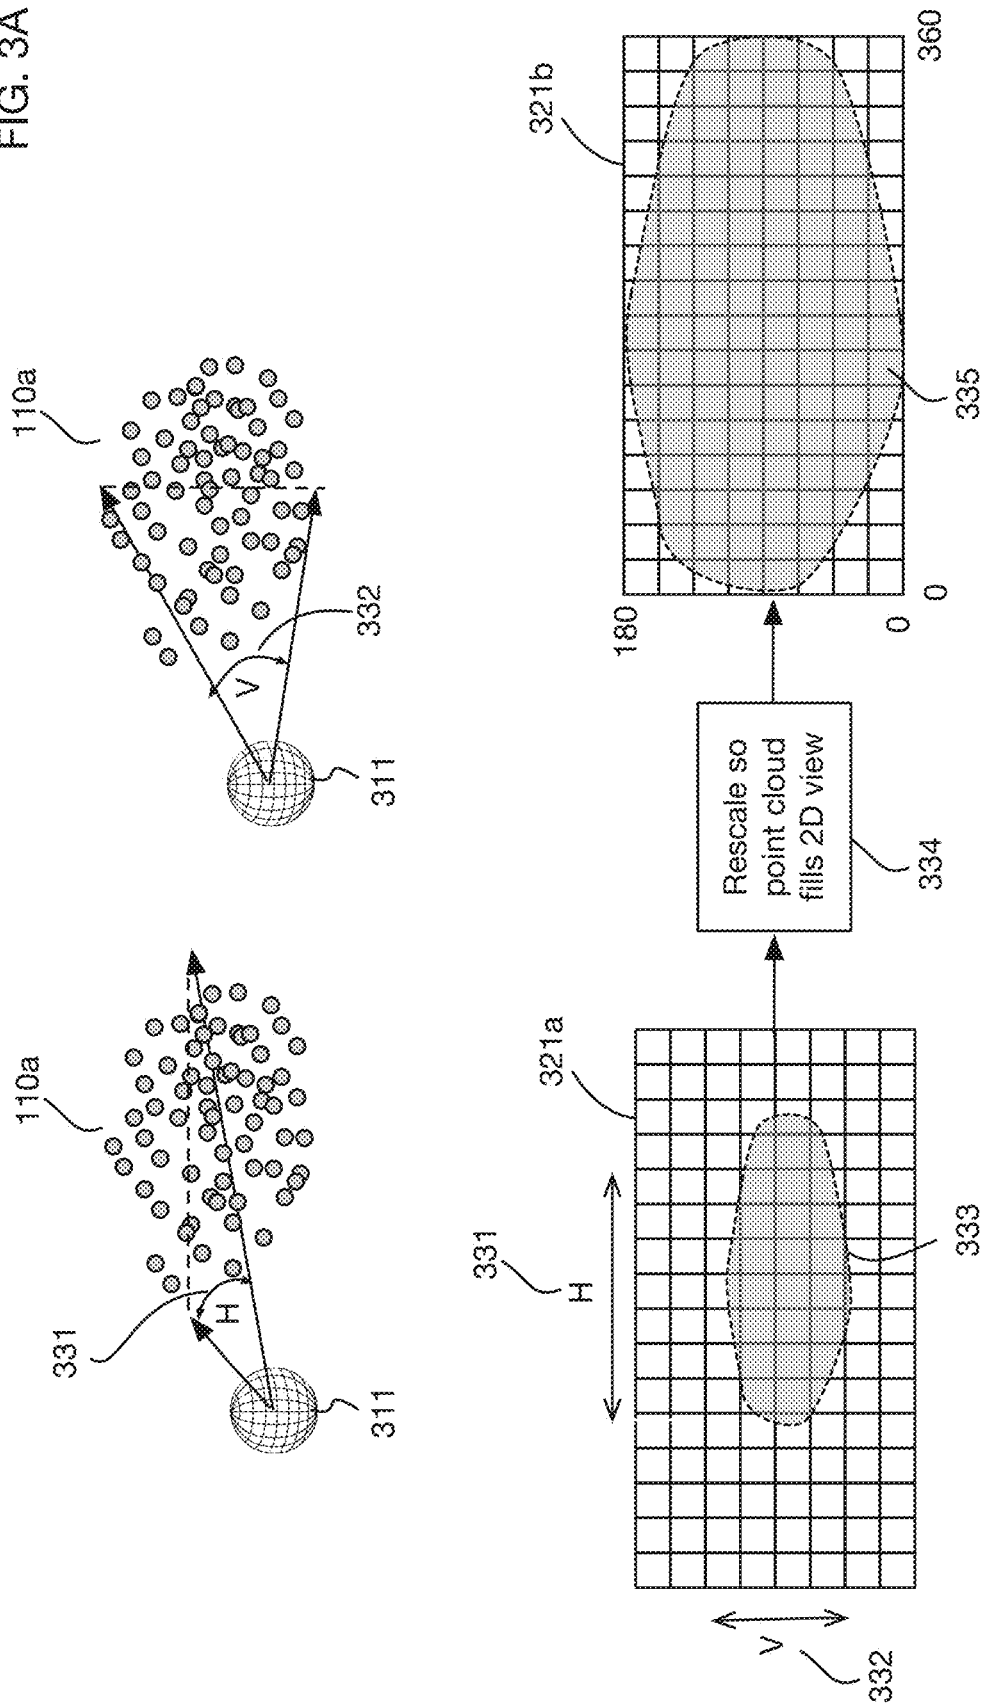 FIG. 3A
110a
331
H
311
110a
V
332
311
331
H
321a
V
332
333
Rescale so
point cloud
fills 2D view
334
321b
180
0
0
360
335